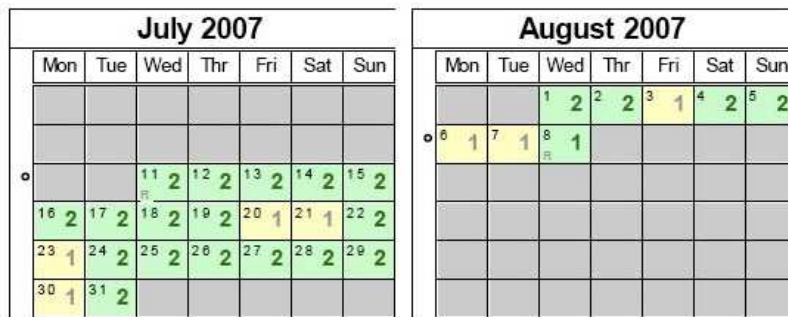 July 2007
Mon Tue Wed Thr Fri Sat Sun
11 2 12 2 13 2 14 2 15 2
R
16 2 17 2 18 2 19 2 20 1 21 1 22 2
23 1 24 2 25 2 26 2 27 2 28 2 29 2
30 1 31 2
August 2007
Mon Tue Wed Thr Fri Sat Sun
1 2 2 2 3 1 4 2 5 2
6 1 7 1 8 1
R